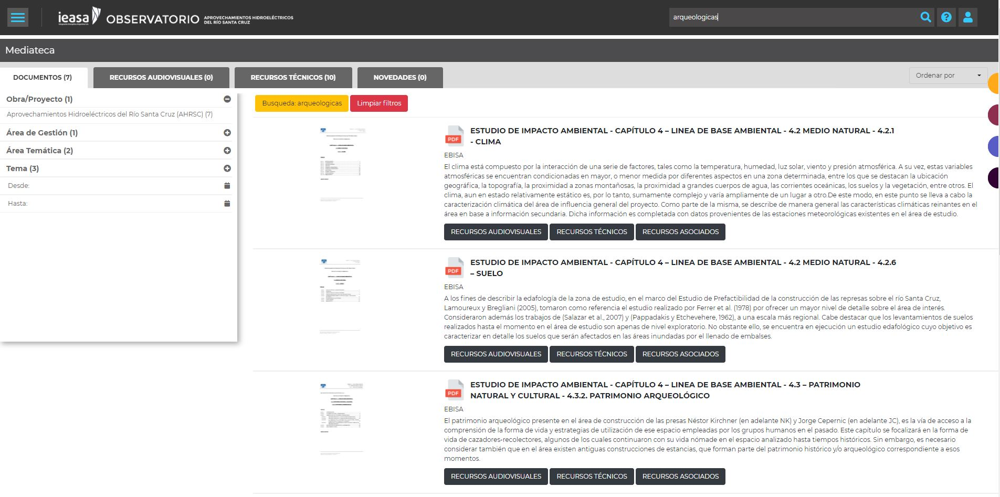 ieasa
OBSERVATORIO
APROVECHAMIENTOS HIDROELÉCTRICOS
DEL RÍO SANTA CRUZ
arqueologicas
Mediateca
DOCUMENTOS (7)
RECURSOS AUDIOVISUALES (0)
RECURSOS TÉCNICOS (10)
NOVEDADES (0)
Ordenar por
Obra/Proyecto (1)
Aprovechamientos Hidroeléctricos del Río Santa Cruz (AHRSC) (7)
Área de Gestión (1)
Área Temática (2)
Tema (3)
Desde:
Hasta:
Busqueda: arqueologicas
Limpiar filtros
PDF
ESTUDIO DE IMPACTO AMBIENTAL - CAPÍTULO 4 – LINEA DE BASE AMBIENTAL - 4.2 MEDIO NATURAL - 4.2.1
- CLIMA
EBISA
El clima está compuesto por la interacción de una serie de factores, tales como la temperatura, humedad, luz solar, viento y presión atmosférica. A su vez, estas variables
atmosféricas se encuentran condicionadas en mayor, o menor medida por diferentes aspectos en una zona determinada, entre los que se destacan la ubicación
geográfica, la topografía, la proximidad a zonas montañosas, la proximidad a grandes cuerpos de agua, las corrientes oceánicas, los suelos y la vegetación, entre otros. El
clima, aun en estado relativamente estático es, por lo tanto, sumamente complejo y varía ampliamente de un lugar a otro.De este modo, en este punto se lleva a cabo la
caracterización climática del área de influencia general del proyecto. Como parte de la misma, se describe de manera general las características climáticas reinantes en el
área en base a información secundaria. Dicha información es completada con datos provenientes de las estaciones meteorológicas existentes en el área de estudio.
RECURSOS AUDIOVISUALES
RECURSOS TÉCNICOS
RECURSOS ASOCIADOS
PDF
ESTUDIO DE IMPACTO AMBIENTAL - CAPÍTULO 4 – LINEA DE BASE AMBIENTAL - 4.2 MEDIO NATURAL - 4.2.6
– SUELO
EBISA
A los fines de describir la edafología de la zona de estudio, en el marco del Estudio de Prefactibilidad de la construcción de las represas sobre el río Santa Cruz,
Lamoureux y Bregliani (2005), tomaron como referencia el estudio realizado por Ferrer et al. (1978) por ofrecer un mayor nivel de detalle sobre el área de interés.
Consideraron además los trabajos de (Salazar et al., 2007) y (Pappadakis y Etchevehere, 1962), a una escala más regional. Cabe destacar que los levantamientos de suelos
realizados hasta el momento en el área de estudio son apenas de nivel exploratorio. No obstante ello, se encuentra en ejecución un estudio edafológico cuyo objetivo es
caracterizar en detalle los suelos que serán afectados en las áreas inundadas por el llenado de embalses.
RECURSOS AUDIOVISUALES
RECURSOS TÉCNICOS
RECURSOS ASOCIADOS
PDF
ESTUDIO DE IMPACTO AMBIENTAL - CAPÍTULO 4 – LINEA DE BASE AMBIENTAL - 4.3 – PATRIMONIO
NATURAL Y CULTURAL - 4.3.2. PATRIMONIO ARQUEOLÓGICO
EBISA
El patrimonio arqueológico presente en el área de construcción de las presas Néstor Kirchner (en adelante NK) y Jorge Cepernic (en adelante JC), es la vía de acceso a la
comprensión de la forma de vida y estrategias de utilización de ese espacio empleadas por los grupos humanos en el pasado. Este capítulo se focalizará en la forma de
vida de cazadores-recolectores, algunos de los cuales continuaron con su vida nómade en el espacio analizado hasta tiempos históricos. Sin embargo, es necesario
considerar también que en el área existen antiguas construcciones de estancias, que forman parte del patrimonio histórico y/o arqueológico correspondiente a esos
momentos.
RECURSOS AUDIOVISUALES
RECURSOS TÉCNICOS
RECURSOS ASOCIADOS